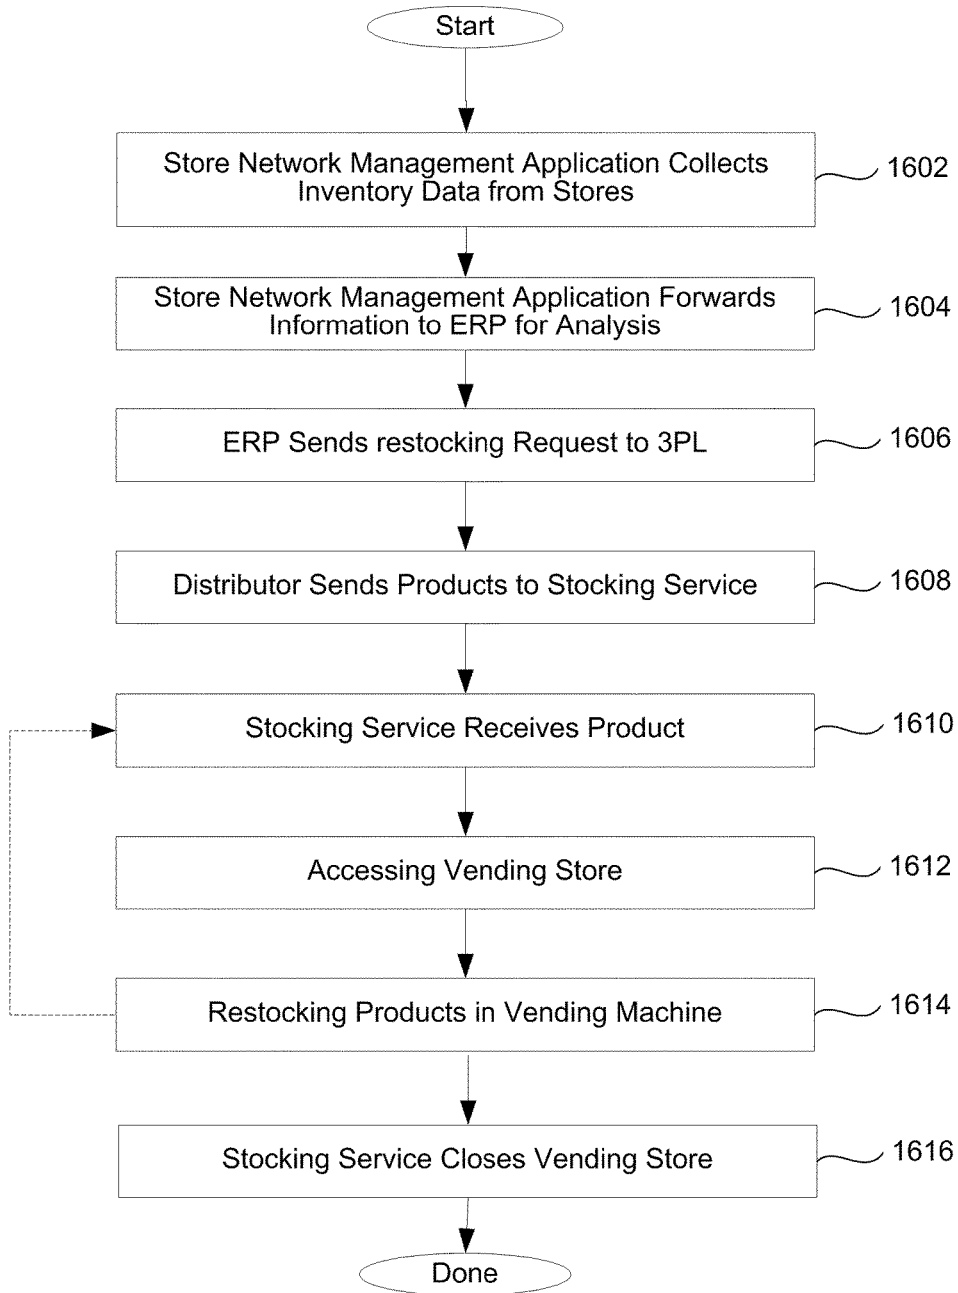 Start
Store Network Management Application Collects
Inventory Data from Stores
1602
Store Network Management Application Forwards
Information to ERP for Analysis
1604
ERP Sends restocking Request to 3PL
1606
Distributor Sends Products to Stocking Service
1608
Stocking Service Receives Product
1610
Accessing Vending Store
1612
Restocking Products in Vending Machine
1614
Stocking Service Closes Vending Store
1616
Done